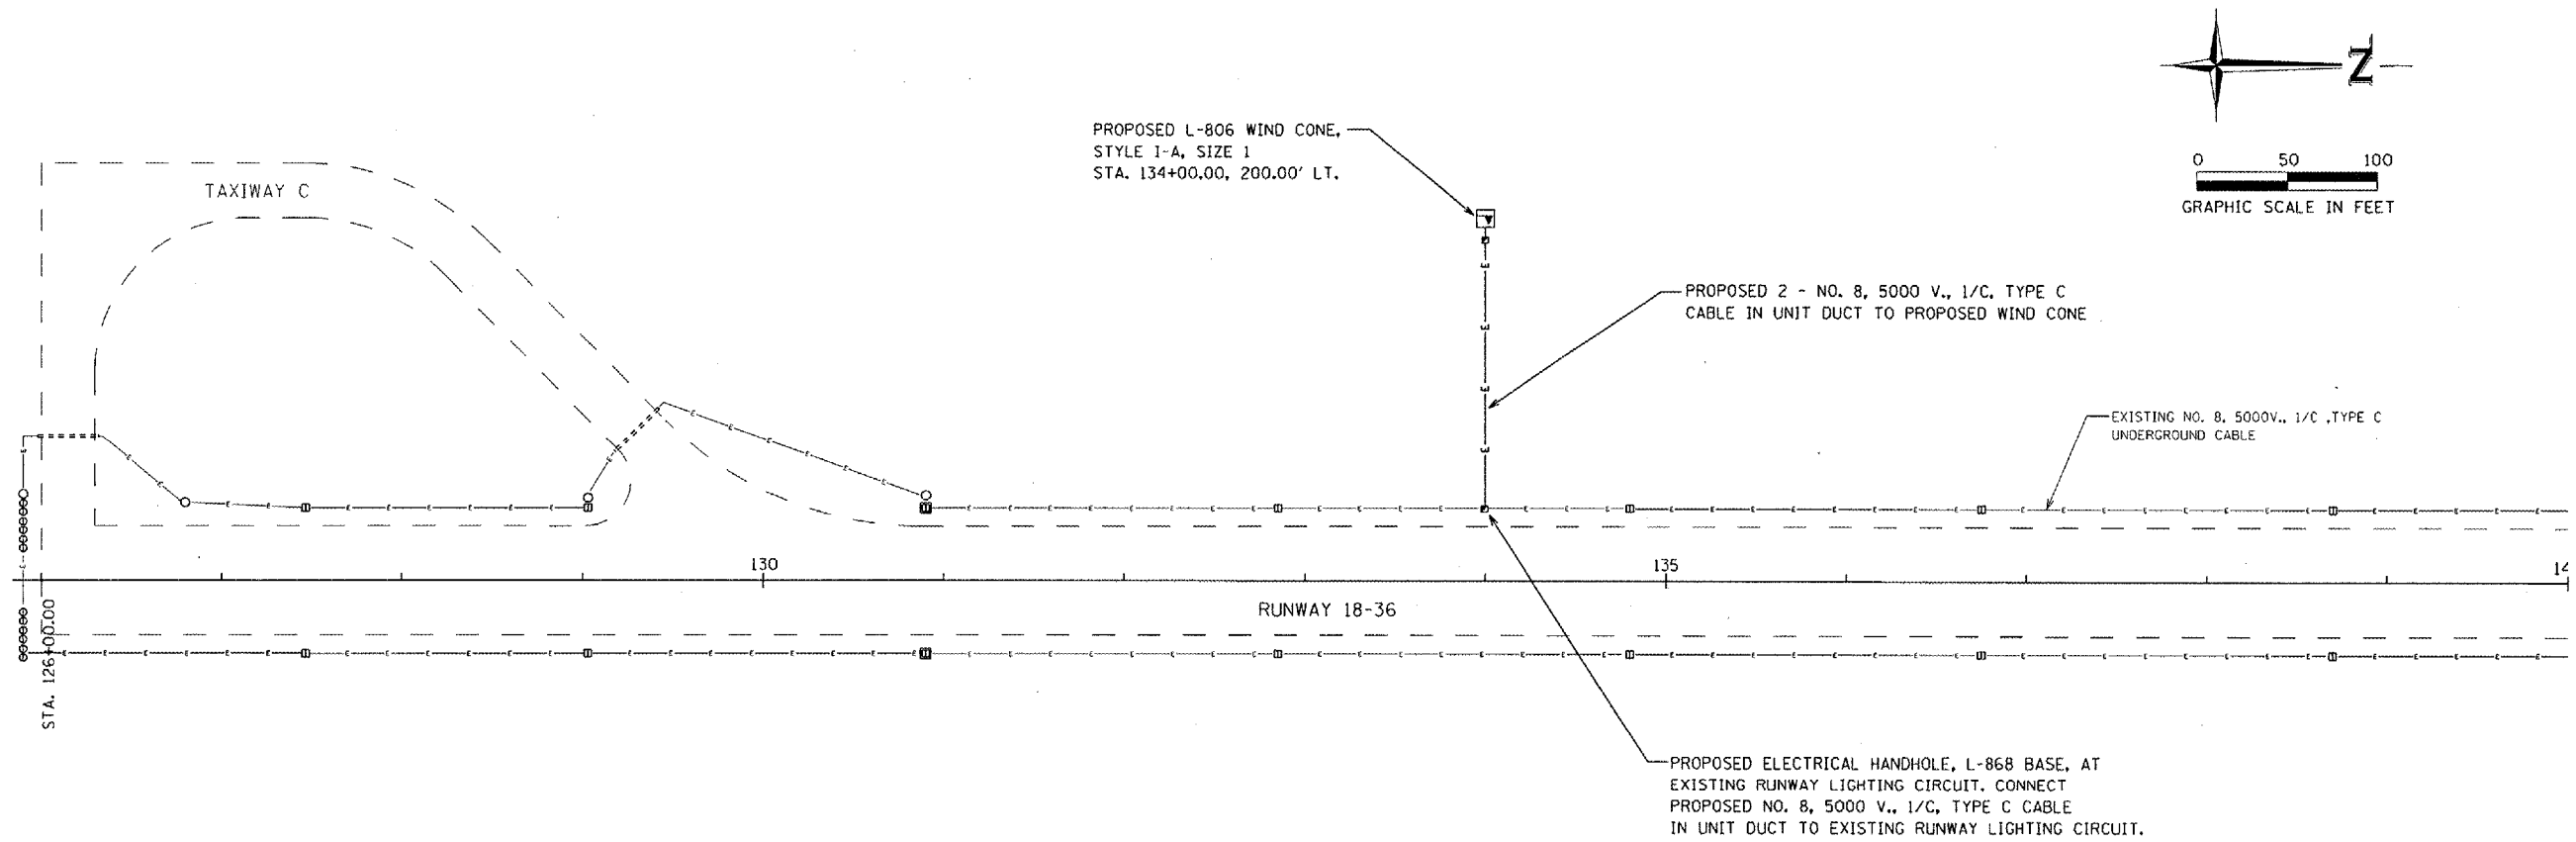 Z
0 50 100
GRAPHIC SCALE IN FEET
PROPOSED L-806 WIND CONE,
STYLE I-A, SIZE 1
STA. 134+00.00, 200.00' LT.
TAXIWAY C
PROPOSED 2 - NO. 8, 5000 V., 1/C, TYPE C
CABLE IN UNIT DUCT TO PROPOSED WIND CONE
EXISTING NO. 8, 5000V., 1/C ,TYPE C
UNDERGROUND CABLE
130
135
14
RUNWAY 18-36
STA. 126+00.00
PROPOSED ELECTRICAL HANDHOLE, L-868 BASE, AT
EXISTING RUNWAY LIGHTING CIRCUIT. CONNECT
PROPOSED NO. 8, 5000 V., 1/C, TYPE C CABLE
IN UNIT DUCT TO EXISTING RUNWAY LIGHTING CIRCUIT.